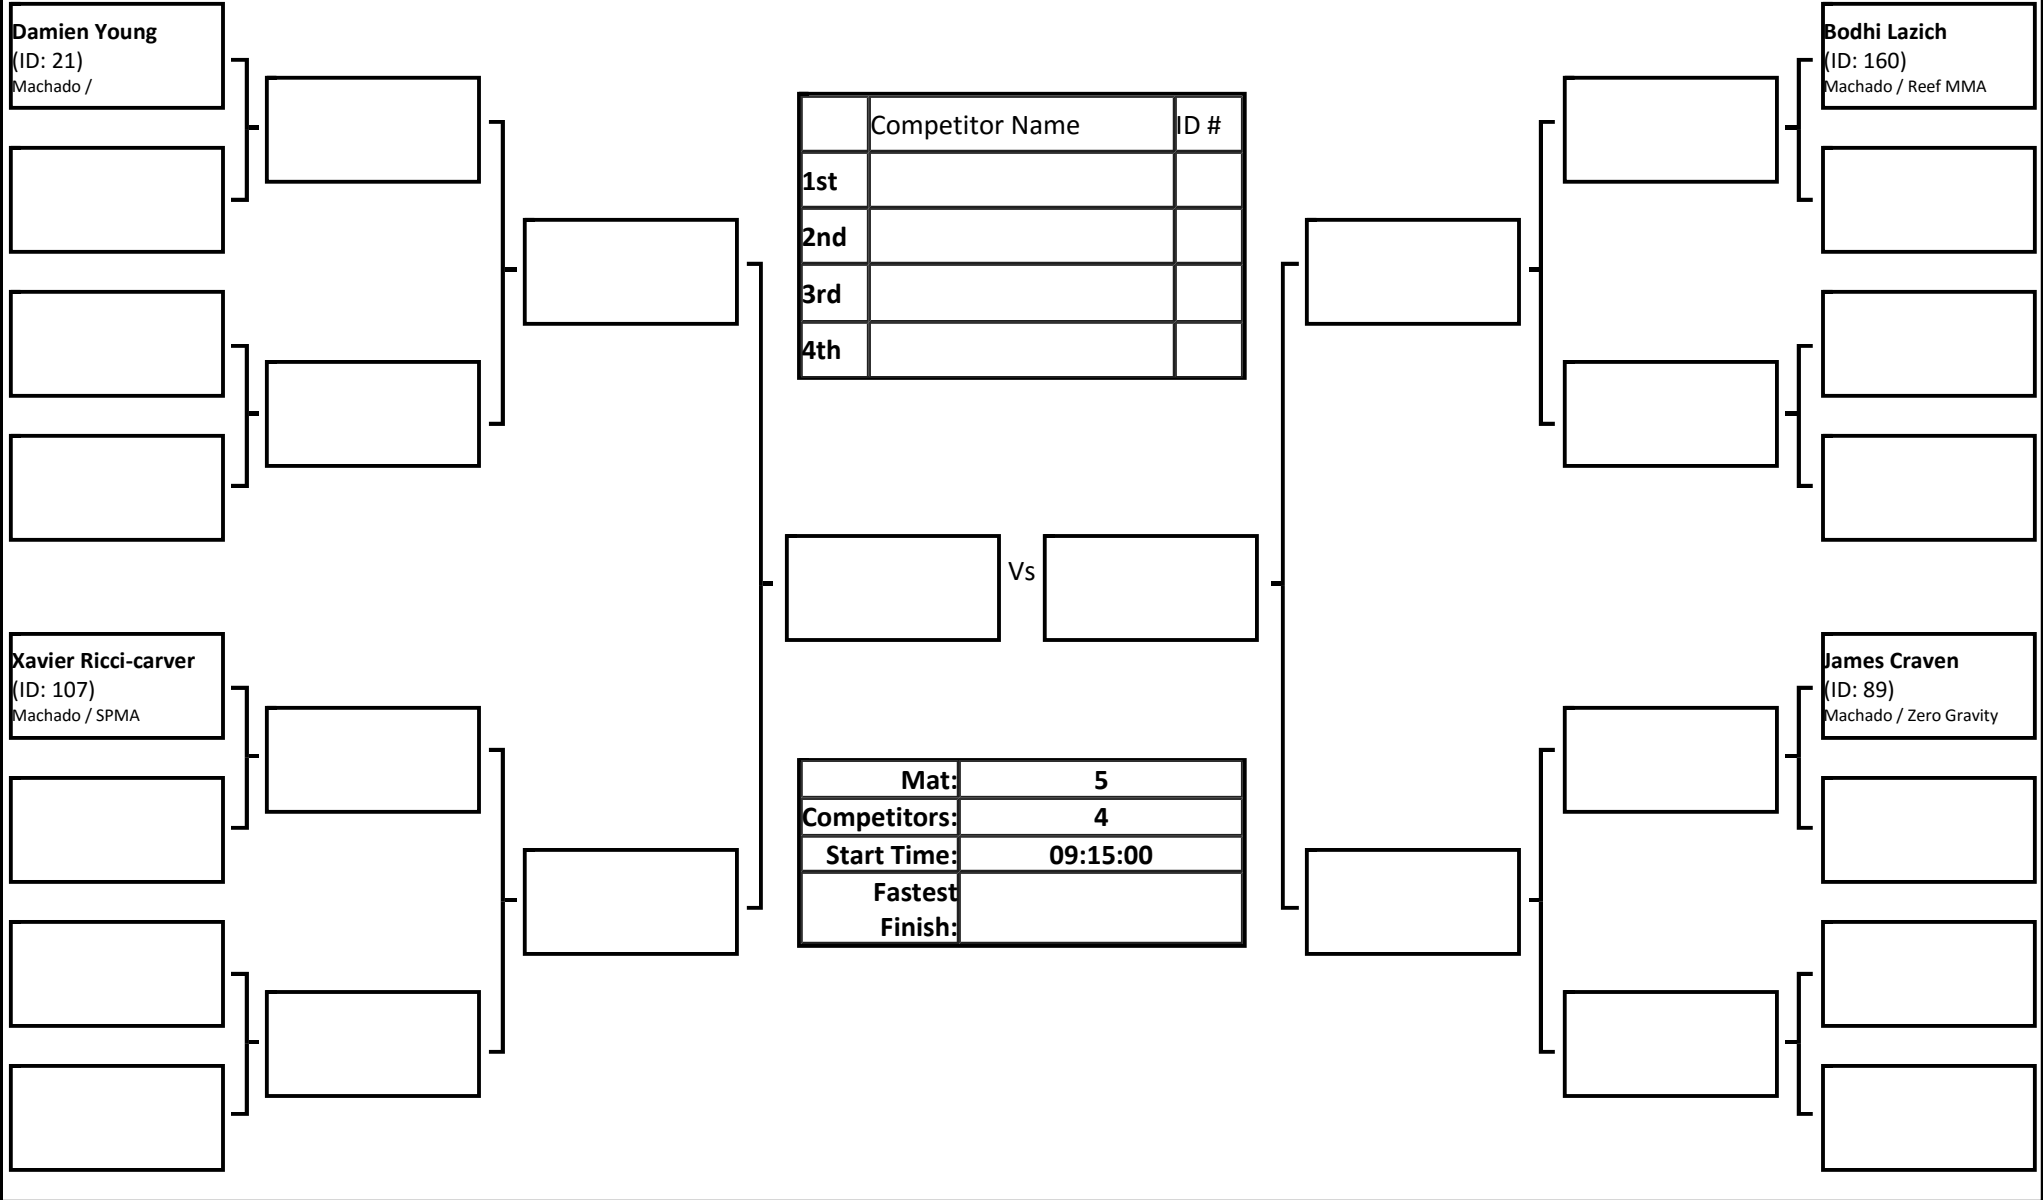 Damien Young
(ID: 21)
Machado /
Xavier Ricci-carver
(ID: 107)
Machado / SPMA
Competitor Name ID #
1st
2nd
3rd
4th
Vs
Mat: 5
Competitors: 4
Start Time: 09:15:00
Fastest
Finish:
Bodhi Lazich
(ID: 160)
Machado / Reef MMA
James Craven
(ID: 89)
Machado / Zero Gravity